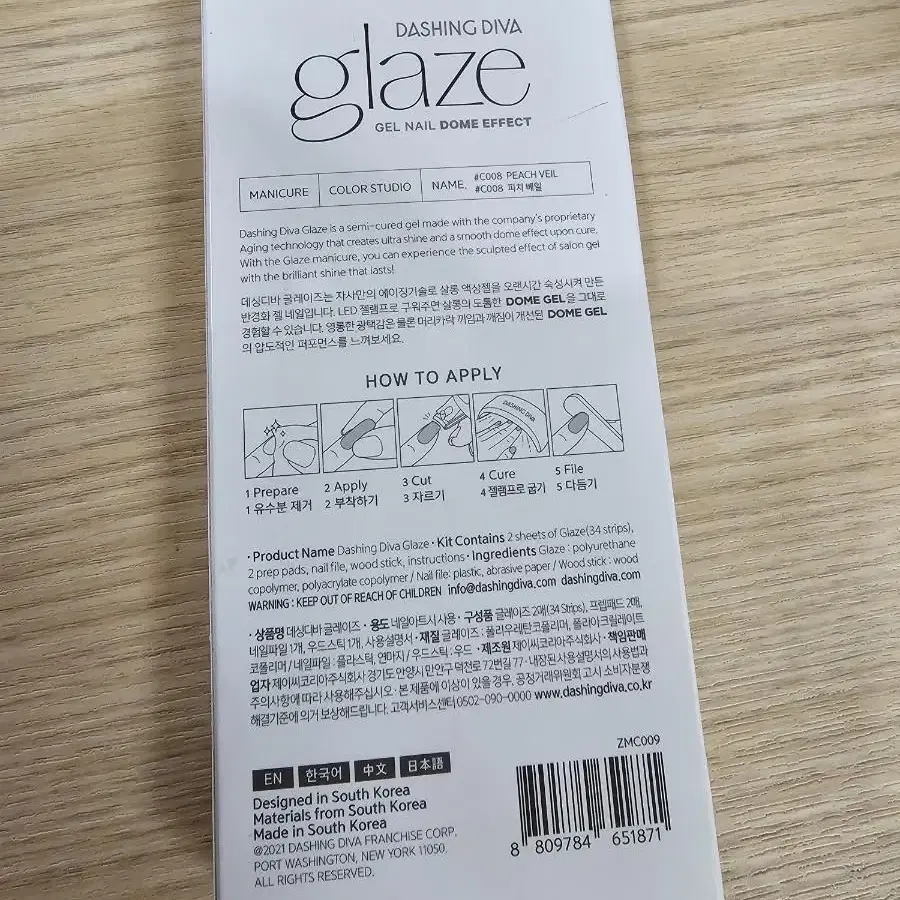 DASHING DIVA
glaze
GEL NAIL DOME EFFECT
MANICURE COLOR STUDIO NAME. #C008 PEACH VEIL
#C008 피치 베일
Dashing Diva Glaze is a semi-cured gel made with the company's proprietary
Aging technology that creates ultra shine and a smooth dome effect upon cure.
With the Glaze manicure, you can experience the sculpted effect of salon gel
with the brilliant shine that lasts!
데싱디바 글레이즈는 자사만의 에이징기술로 살롱 액상젤을 오랜시간 숙성시켜 만든
반경화 젤 네일입니다. LED 젤램프로 구워주면 살롱의 도톰한 DOME GEL을 그대로
경험할 수 있습니다. 영롱한 광택감은 물론 머리카락 끼임과 깨짐이 개선된 DOME GEL
의 압도적인 퍼포먼스를 느껴보세요.
HOW TO APPLY
DASHING DIVA
1 Prepare 2 Apply 3 Cut 4 Cure 5 File
1 유수분 제거 2 부착하기 3 자르기 4 젤램프로 굽기 5 다듬기
· Product Name Dashing Diva Glaze · Kit Contains 2 sheets of Glaze(34 strips),
2 prep pads, nail file, wood stick, instructions · Ingredients Glaze : polyurethane
copolymer, polyacrylate copolymer / Nail file: plastic, abrasive paper / Wood stick : wood
WARNING : KEEP OUT OF REACH OF CHILDREN info@dashingdiva.com dashingdiva.com
· 상품명 데싱디바 글레이즈 · 용도 네일아트시 사용 · 구성품 글레이즈 2매(34 Strips), 프렙패드 2매,
네일파일 1개, 우드스틱 1개, 사용설명서 · 재질 글레이즈 : 폴리우레탄코폴리머, 폴리아크릴레이트
코폴리머 / 네일파일 : 플라스틱, 연마지 / 우드스틱 : 우드 · 제조원 제이씨코리아주식회사 · 책임판매
업자 제이씨코리아주식회사 경기도 안양시 만안구 덕천로 72번길 77 · 내장된 사용설명서의 사용법과
주의사항에 따라 사용해주십시오 · 본 제품에 이상이 있을 경우, 공정거래위원회 고시 소비자분쟁
해결기준에 의거 보상해드립니다. 고객서비스센터 0502-090-0000 www.dashingdiva.co.kr
ZMC009
EN 한국어 中文 日本語
Designed in South Korea
Materials from South Korea
Made in South Korea
©2021 DASHING DIVA FRANCHISE CORP.
PORT WASHINGTON, NEW YORK 11050.
ALL RIGHTS RESERVED.
8 809784 651871